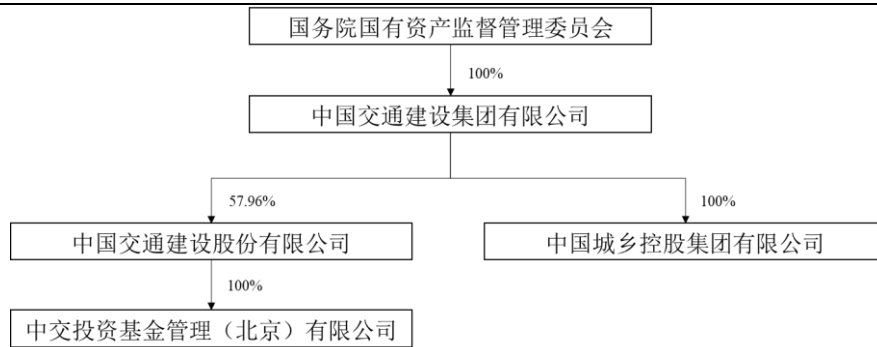 国务院国有资产监督管理委员会
100%
中国交通建设集团有限公司
57.96%
100%
中国交通建设股份有限公司
中国城乡控股集团有限公司
100%
中交投资基金管理（北京）有限公司